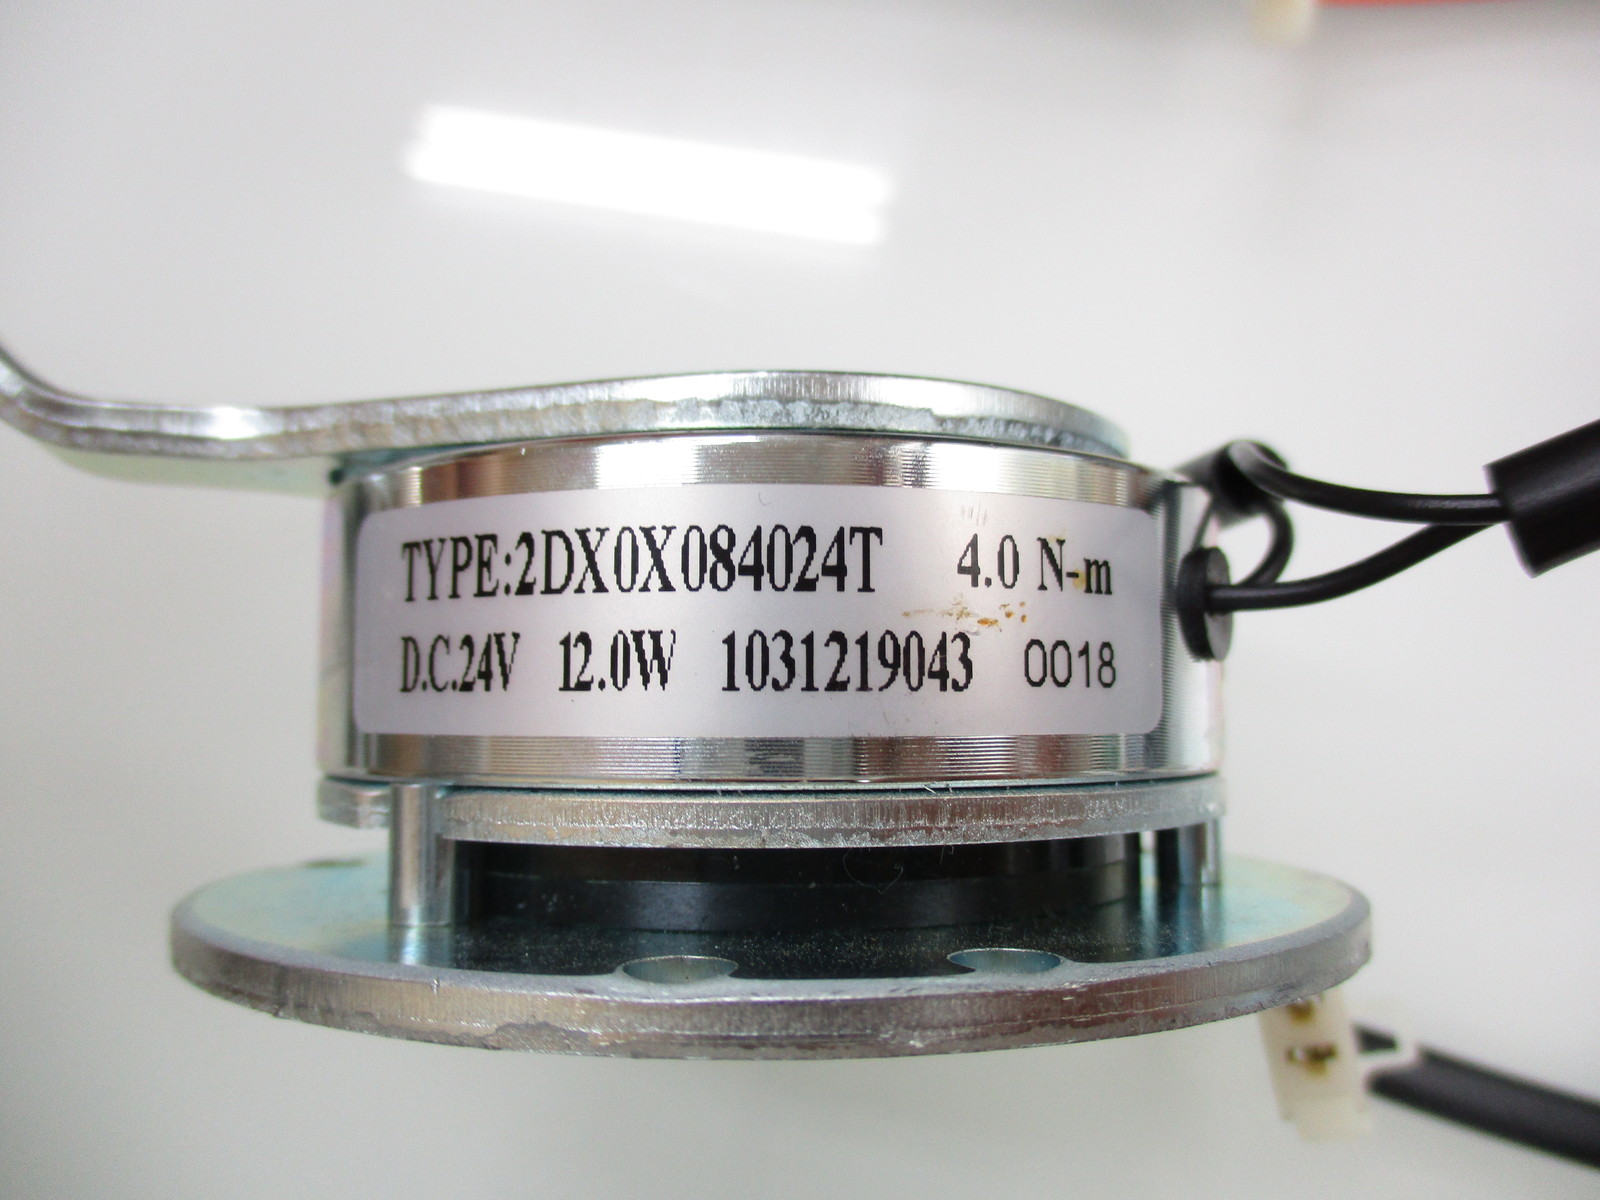 TYPE:2DX0X084024T 4.0 N-m
D.C.24V 12.0W 1031219043 0018